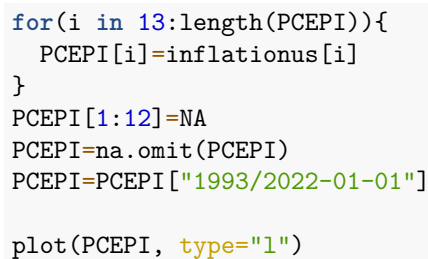 for(i in 13:length(PCEPI)){
  PCEPI[i]=inflationus[i]
}
PCEPI[1:12]=NA
PCEPI=na.omit(PCEPI)
PCEPI=PCEPI["1993/2022-01-01"]

plot(PCEPI, type="l")